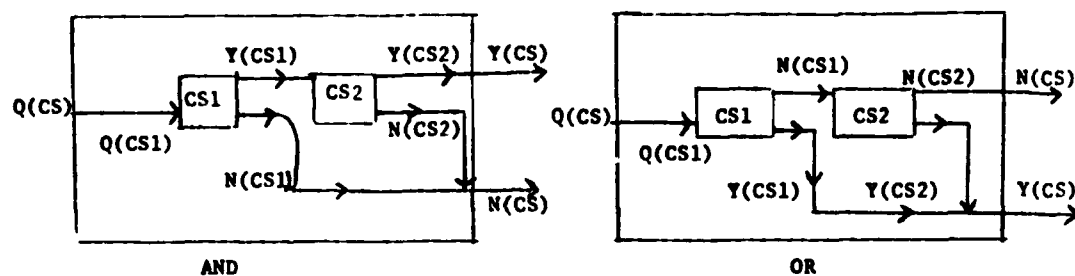 Y(CS1) Y(CS2) Y(CS)
CS1 CS2
Q(CS)
Q(CS1)
N(CS2)
N(CS1)
N(CS)
AND
N(CS1) N(CS2) N(CS)
Q(CS) CS1 CS2
Q(CS1)
Y(CS1) Y(CS2) Y(CS)
OR